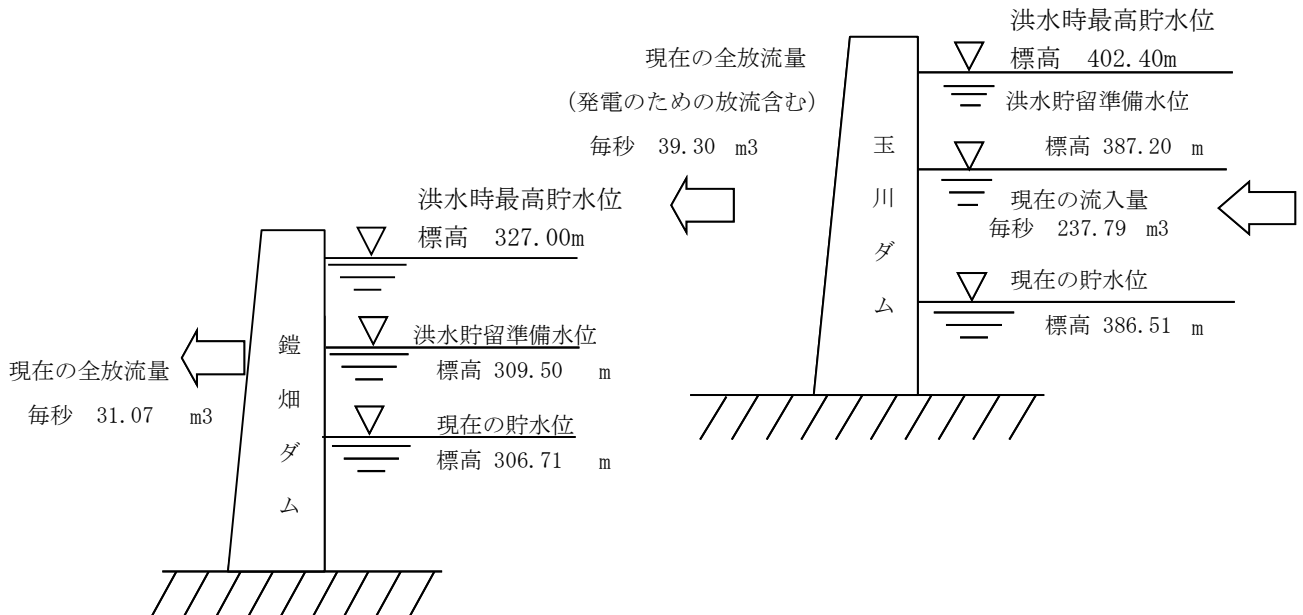 洪水時最高貯水位
標高 402.40m
洪水貯留準備水位
標高 387.20 m
現在の流入量
毎秒 237.79 m3
現在の貯水位
標高 386.51 m
玉川ダム
現在の全放流量
(発電のための放流含む)
毎秒 39.30 m3
洪水時最高貯水位
標高 327.00m
洪水貯留準備水位
標高 309.50 m
現在の貯水位
標高 306.71 m
鎧畑ダム
現在の全放流量
毎秒 31.07 m3